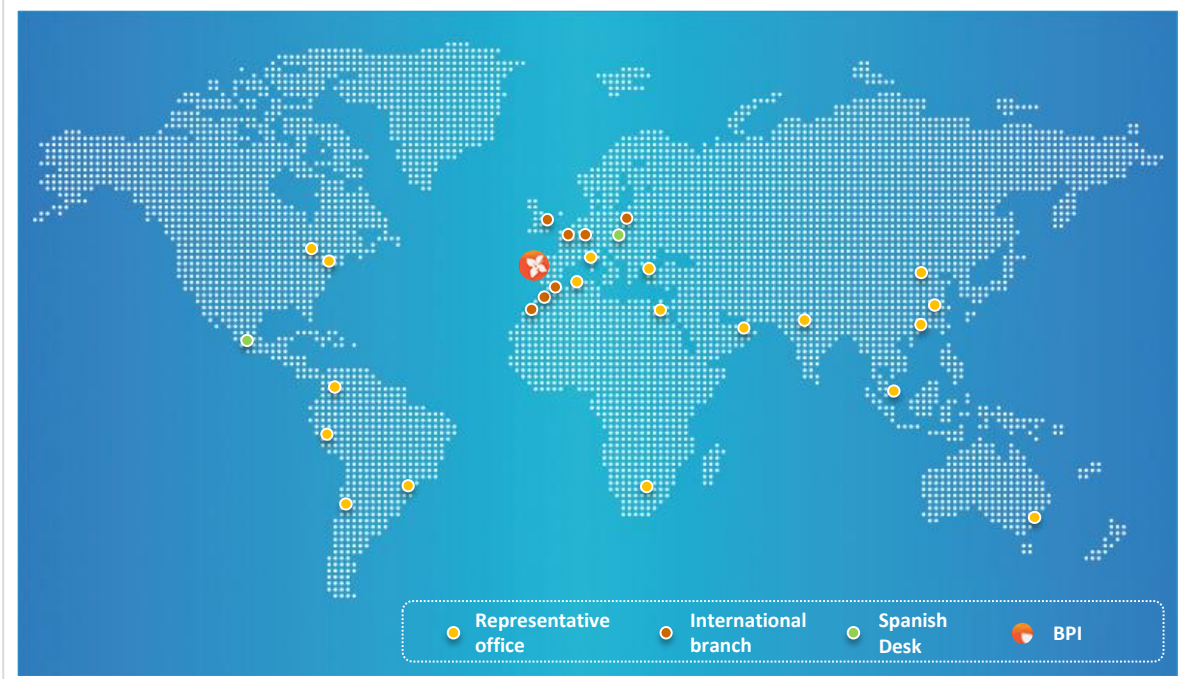 Representative
office
International
branch
Spanish
Desk
BPI